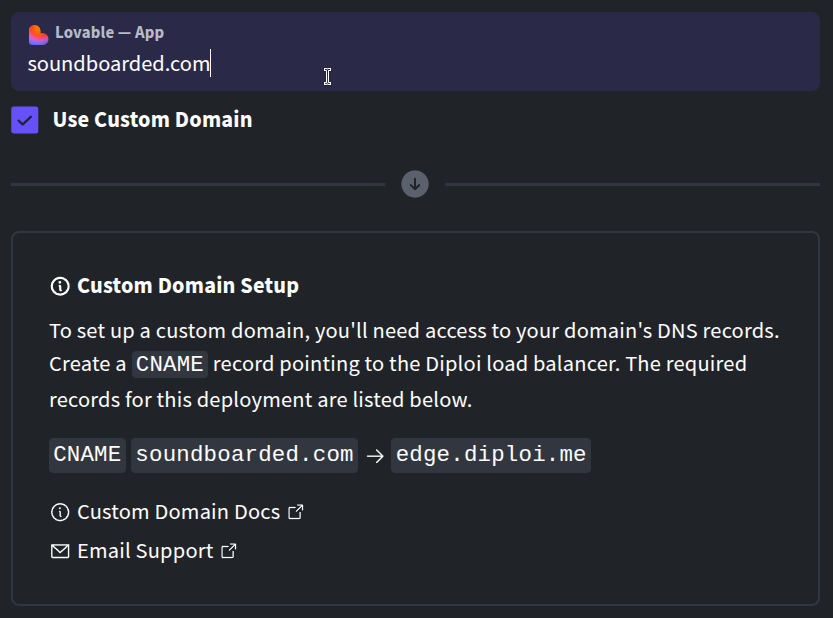 Lovable — App
soundboarded.com
Use Custom Domain
Custom Domain Setup
To set up a custom domain, you'll need access to your domain's DNS records.
Create a CNAME record pointing to the Diploi load balancer. The required
records for this deployment are listed below.
CNAME soundboarded.com → edge.diploi.me
Custom Domain Docs
Email Support